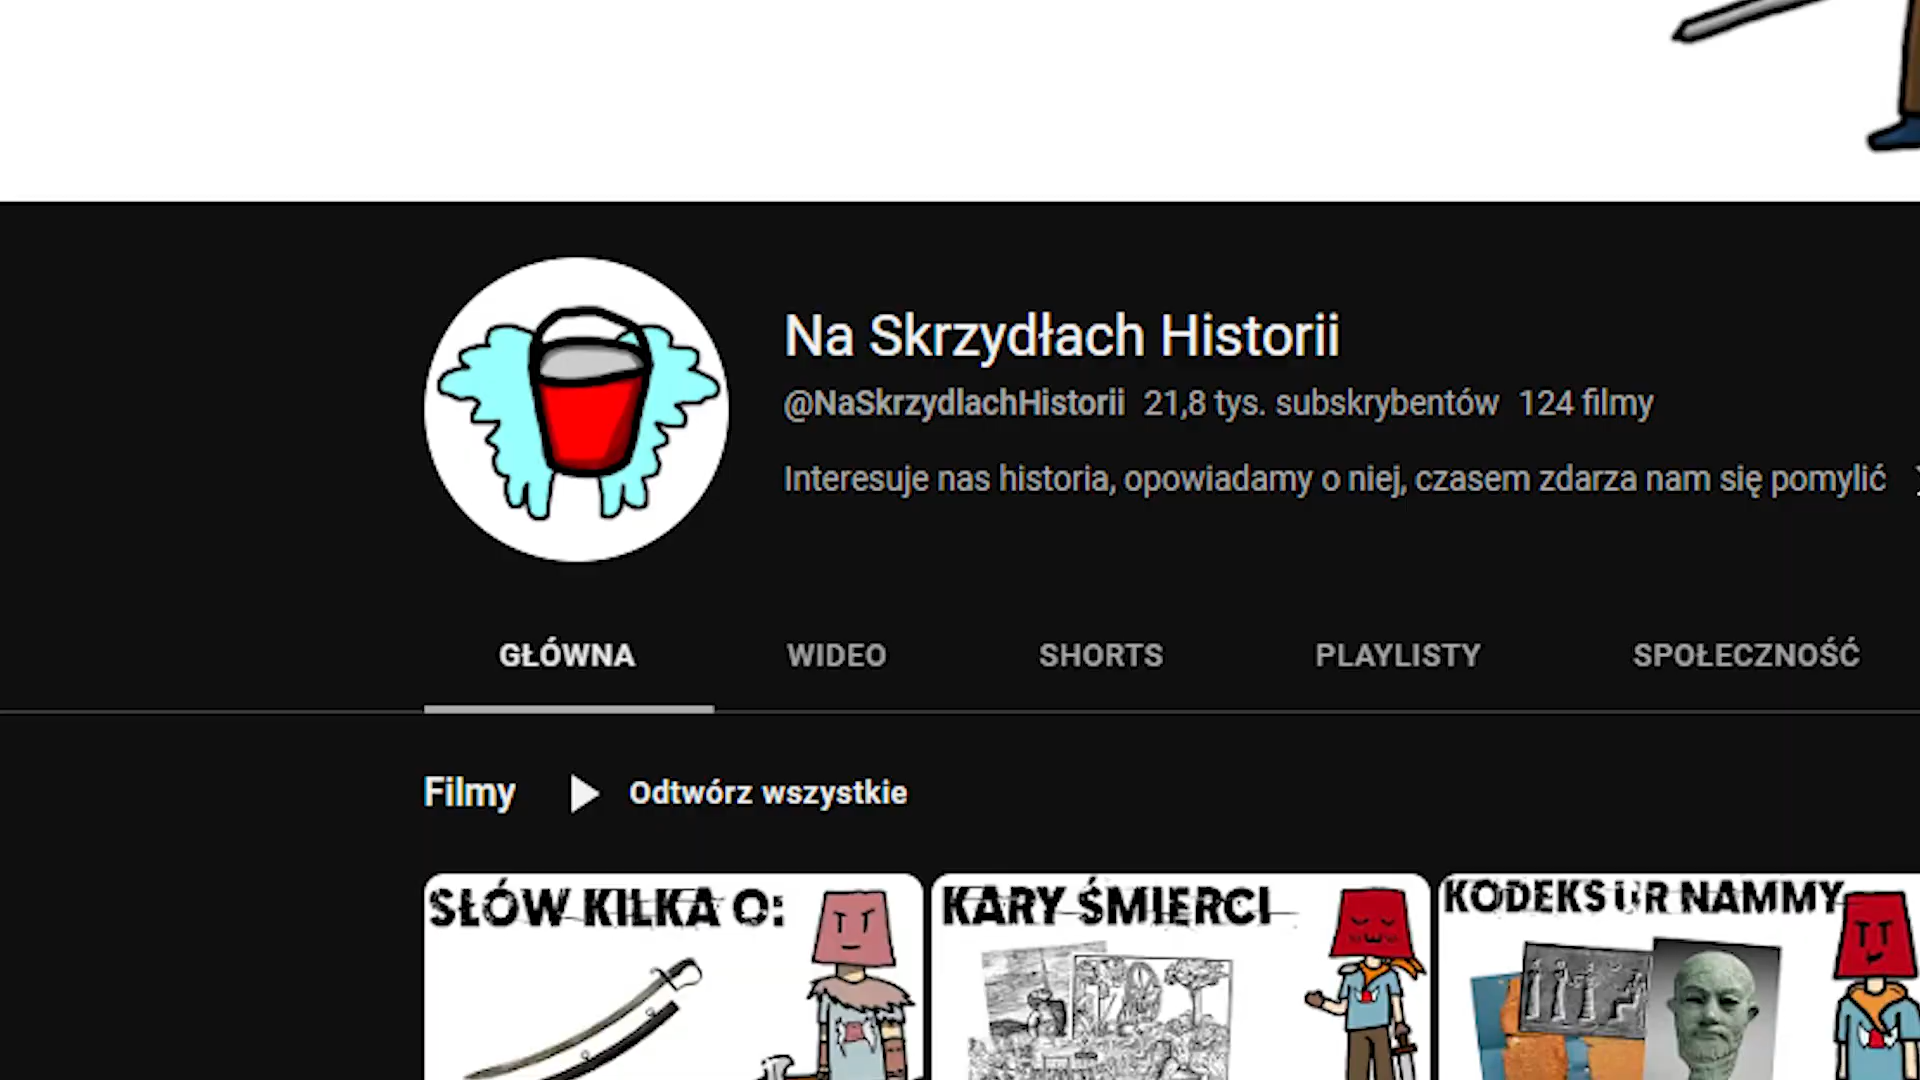 Na Skrzydłach Historii
@NaSkrzydlachHistorii 21,8 tys. subskrybentów 124 filmy
Interesuje nas historia, opowiadamy o niej, czasem zdarza nam się pomylić
GŁÓWNA WIDEO SHORTS PLAYLISTY SPOŁECZNOŚĆ
Filmy Odtwórz wszystkie
SŁÓW KILKA O: KARY ŚMIERCI KODEKS UR NAMMY